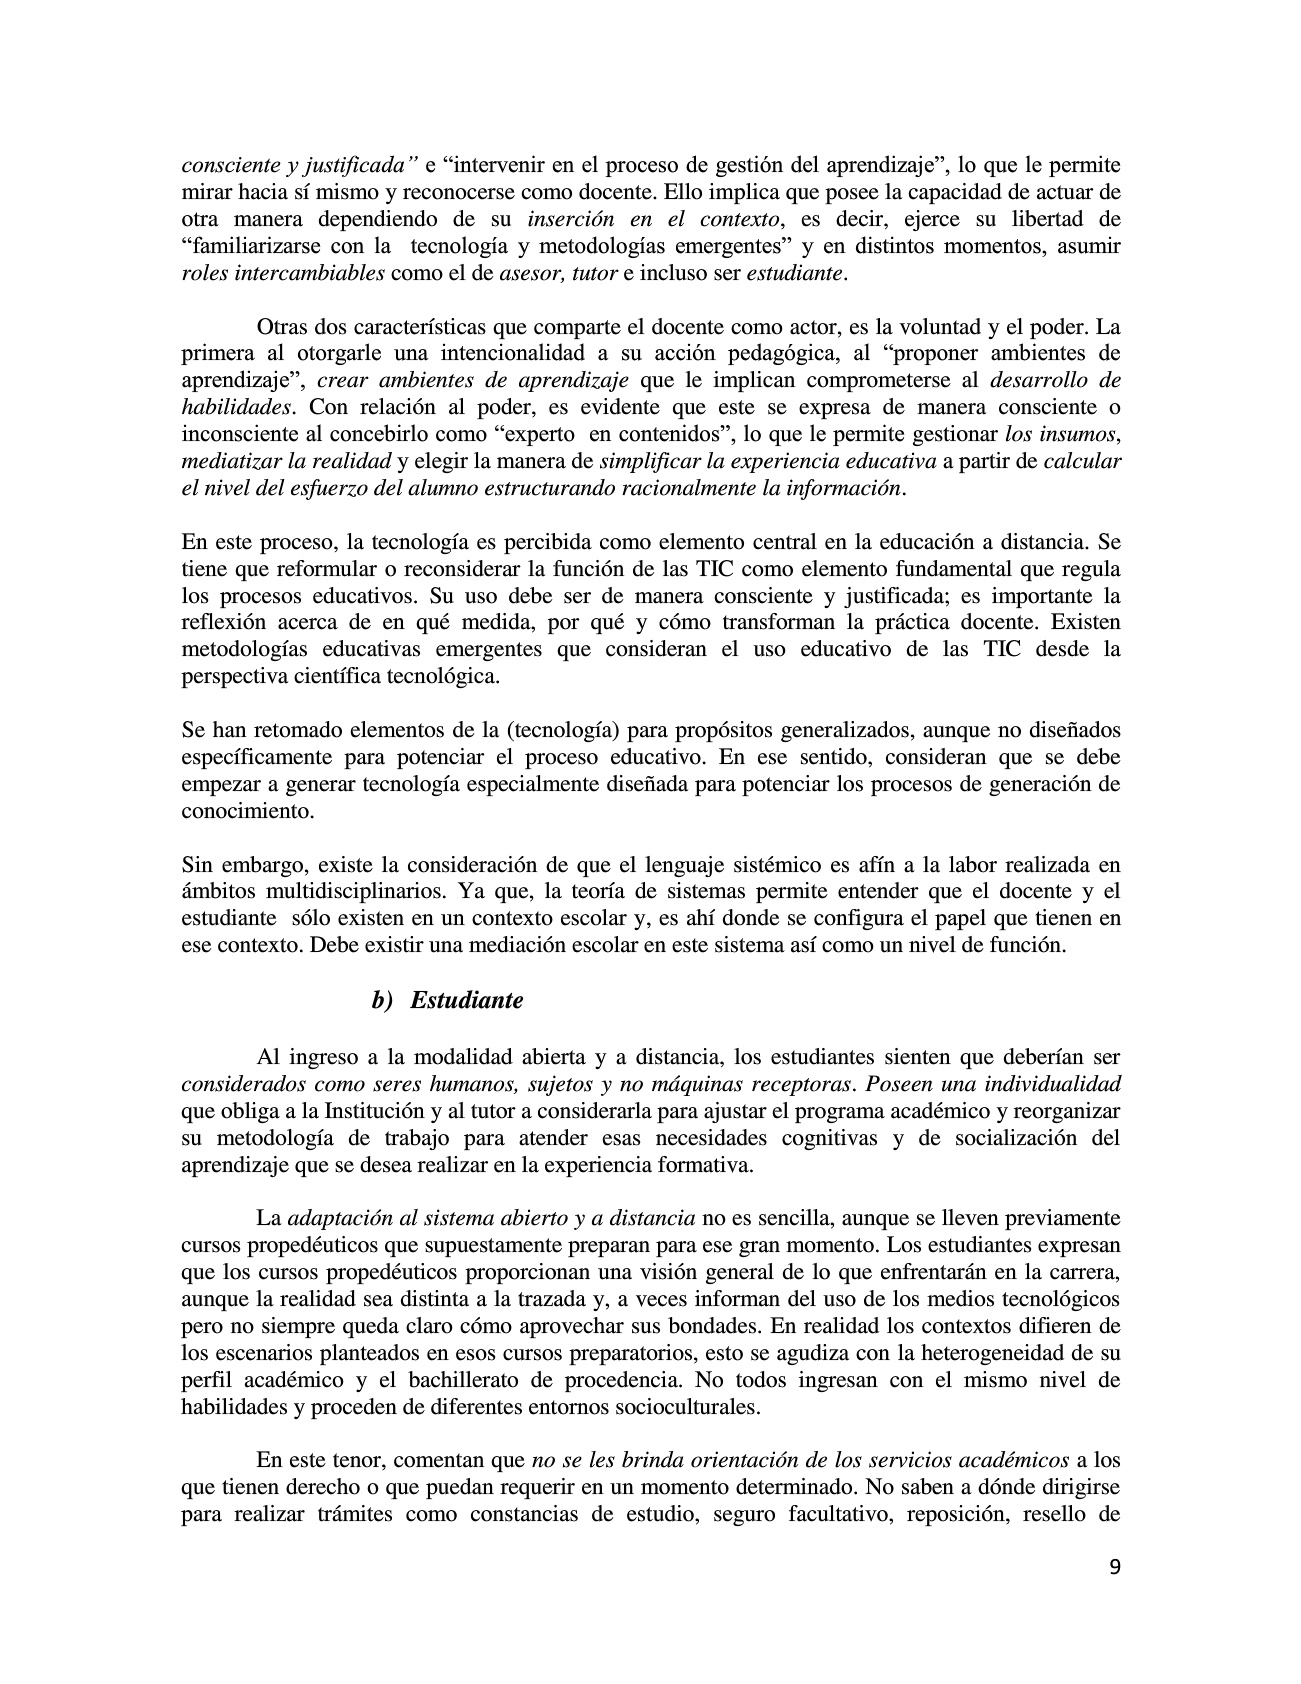 consciente y justificada” e “intervenir en el proceso de gestión del aprendizaje”, lo que le permite
mirar hacia sí mismo y reconocerse como docente. Ello implica que posee la capacidad de actuar de
otra manera dependiendo de su inserción en el contexto, es decir, ejerce su libertad de
“familiarizarse con la tecnología y metodologías emergentes” y en distintos momentos, asumir
roles intercambiables como el de asesor, tutor e incluso ser estudiante.
Otras dos características que comparte el docente como actor, es la voluntad y el poder. La
primera al otorgarle una intencionalidad a su acción pedagógica, al “proponer ambientes de
aprendizaje”, crear ambientes de aprendizaje que le implican comprometerse al desarrollo de
habilidades. Con relación al poder, es evidente que este se expresa de manera consciente o
inconsciente al concebirlo como “experto en contenidos”, lo que le permite gestionar los insumos,
mediatizar la realidad y elegir la manera de simplificar la experiencia educativa a partir de calcular
el nivel del esfuerzo del alumno estructurando racionalmente la información.
En este proceso, la tecnología es percibida como elemento central en la educación a distancia. Se
tiene que reformular o reconsiderar la función de las TIC como elemento fundamental que regula
los procesos educativos. Su uso debe ser de manera consciente y justificada; es importante la
reflexión acerca de en qué medida, por qué y cómo transforman la práctica docente. Existen
metodologías educativas emergentes que consideran el uso educativo de las TIC desde la
perspectiva científica tecnológica.
Se han retomado elementos de la (tecnología) para propósitos generalizados, aunque no diseñados
específicamente para potenciar el proceso educativo. En ese sentido, consideran que se debe
empezar a generar tecnología especialmente diseñada para potenciar los procesos de generación de
conocimiento.
Sin embargo, existe la consideración de que el lenguaje sistémico es afín a la labor realizada en
ámbitos multidisciplinarios. Ya que, la teoría de sistemas permite entender que el docente y el
estudiante sólo existen en un contexto escolar y, es ahí donde se configura el papel que tienen en
ese contexto. Debe existir una mediación escolar en este sistema así como un nivel de función.
b) Estudiante
Al ingreso a la modalidad abierta y a distancia, los estudiantes sienten que deberían ser
considerados como seres humanos, sujetos y no máquinas receptoras. Poseen una individualidad
que obliga a la Institución y al tutor a considerarla para ajustar el programa académico y reorganizar
su metodología de trabajo para atender esas necesidades cognitivas y de socialización del
aprendizaje que se desea realizar en la experiencia formativa.
La adaptación al sistema abierto y a distancia no es sencilla, aunque se lleven previamente
cursos propedéuticos que supuestamente preparan para ese gran momento. Los estudiantes expresan
que los cursos propedéuticos proporcionan una visión general de lo que enfrentarán en la carrera,
aunque la realidad sea distinta a la trazada y, a veces informan del uso de los medios tecnológicos
pero no siempre queda claro cómo aprovechar sus bondades. En realidad los contextos difieren de
los escenarios planteados en esos cursos preparatorios, esto se agudiza con la heterogeneidad de su
perfil académico y el bachillerato de procedencia. No todos ingresan con el mismo nivel de
habilidades y proceden de diferentes entornos socioculturales.
En este tenor, comentan que no se les brinda orientación de los servicios académicos a los
que tienen derecho o que puedan requerir en un momento determinado. No saben a dónde dirigirse
para realizar trámites como constancias de estudio, seguro facultativo, reposición, resello de
9